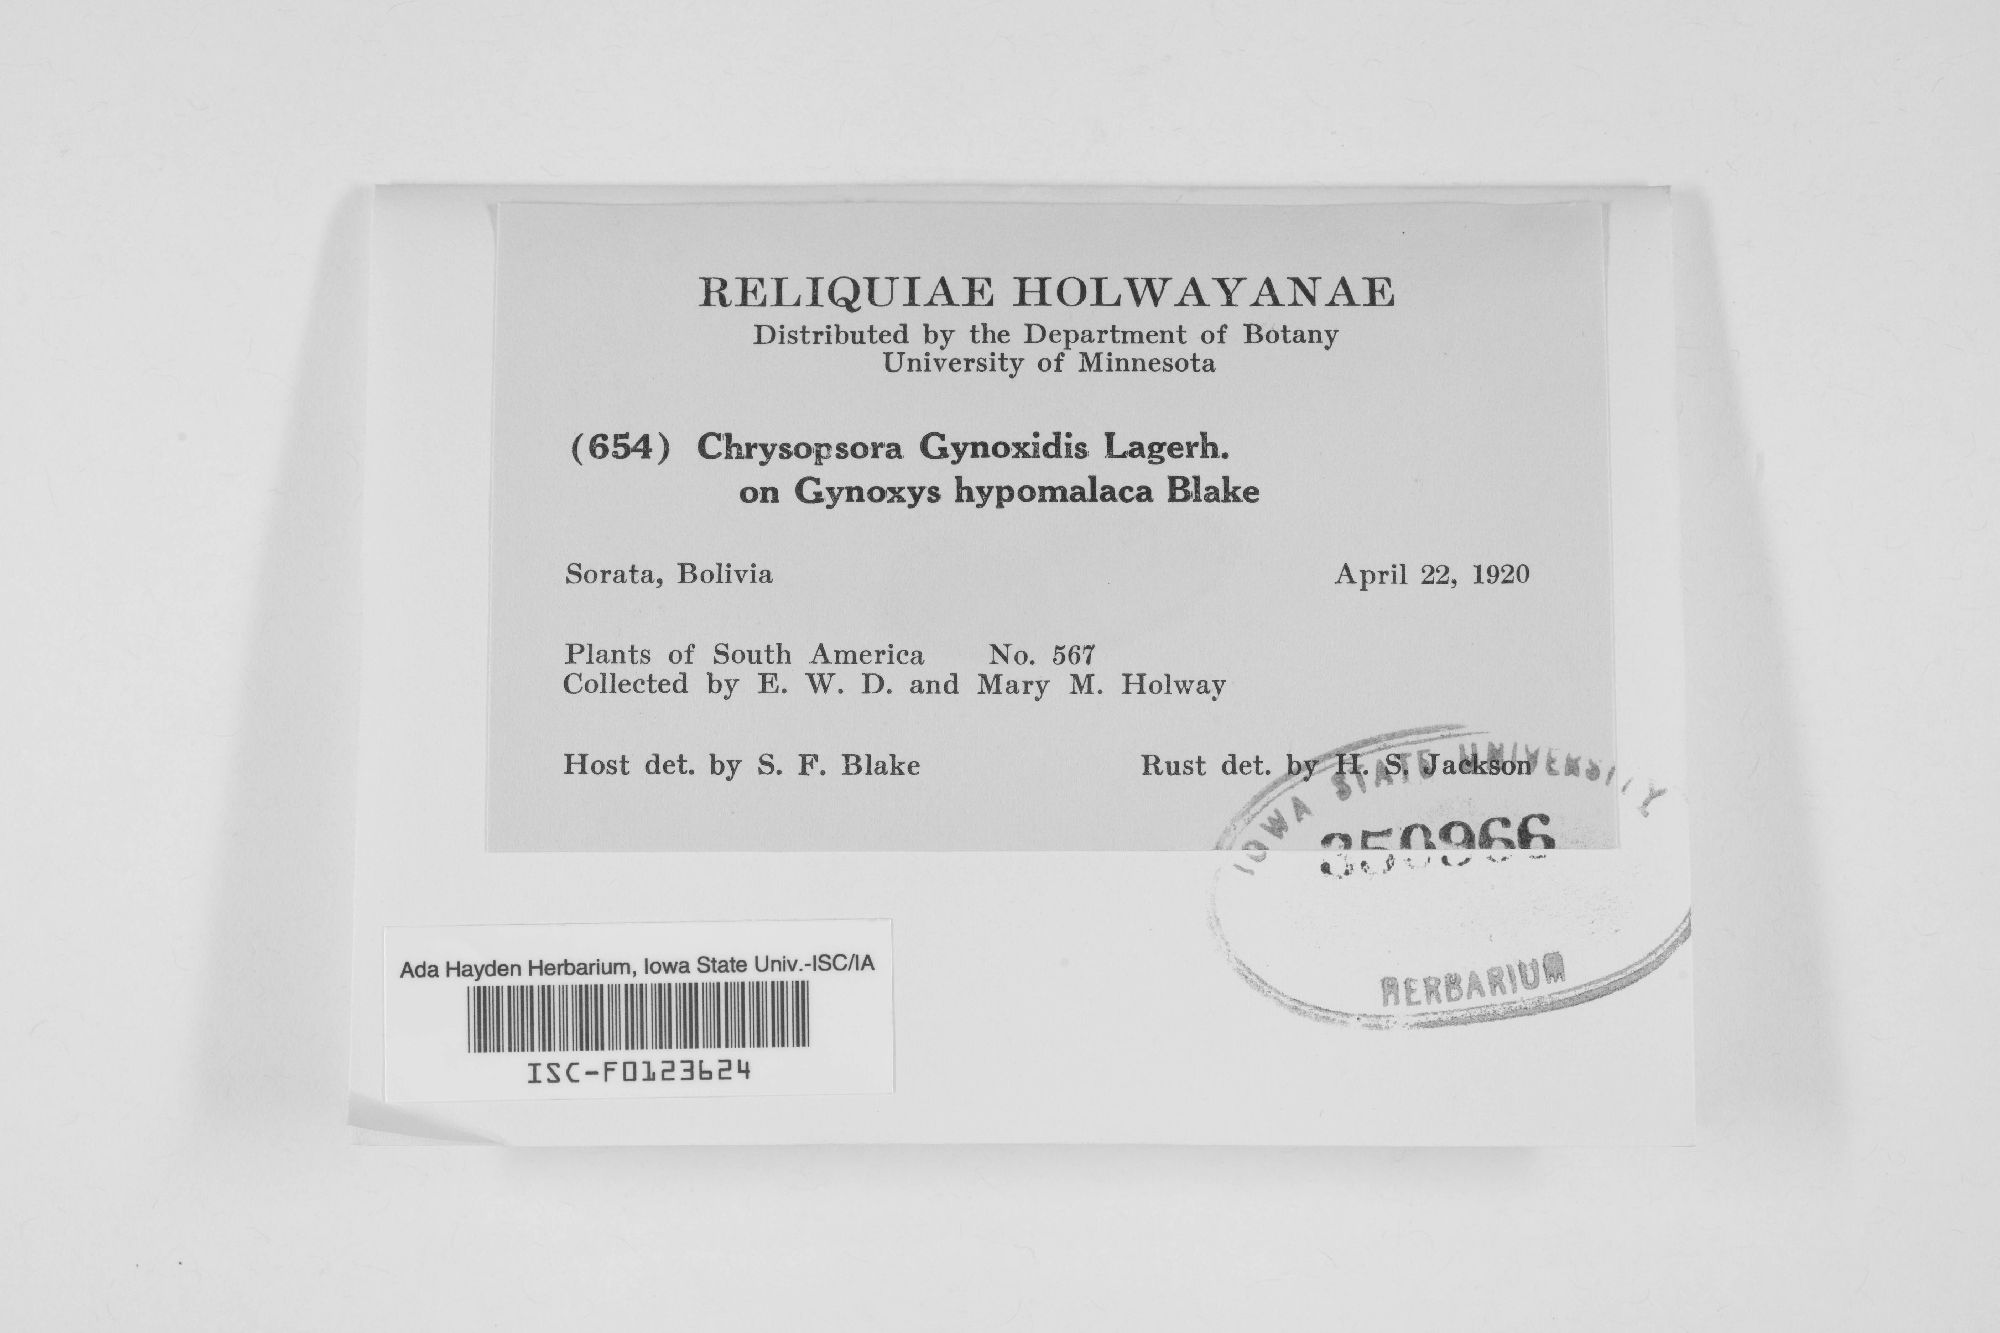 RELIQUIAE HOLWAYANAE
Distributed by the Department of Botany
University of Minnesota
(654) Chrysopsora Gynoxidis Lagerh.
on Gynoxys hypomalaca Blake
Sorata, Bolivia April 22, 1920
Plants of South America No. 567
Collected by E. W. D. and Mary M. Holway
Host det. by S. F. Blake Rust det. by H. S. Jackson
IOWA STATE UNIVERSITY
350966
HERBARIUM
Ada Hayden Herbarium, Iowa State Univ.-ISC/IA
ISC-F0123624